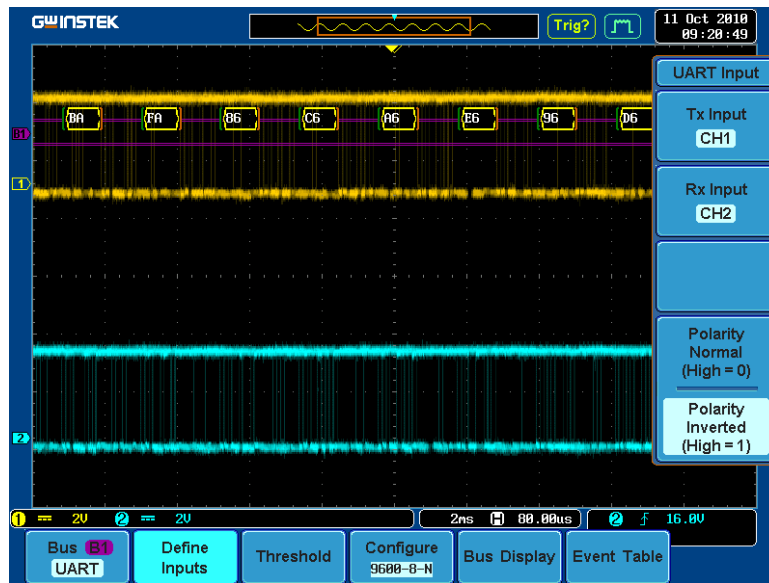 GWINSTEK
Trig?
11 Oct 2010
09:20:49
UART Input
Tx Input
CH1
Rx Input
CH2
Polarity
Normal
(High = 0)
Polarity
Inverted
(High = 1)
B1
BA FA 86 C6 A6 E6 96 D6
1
2
1 2V 2 2V 2ms H 80.00us 2 16.0V
Bus B1
UART
Define
Inputs
Threshold
Configure
9600-8-N
Bus Display
Event Table